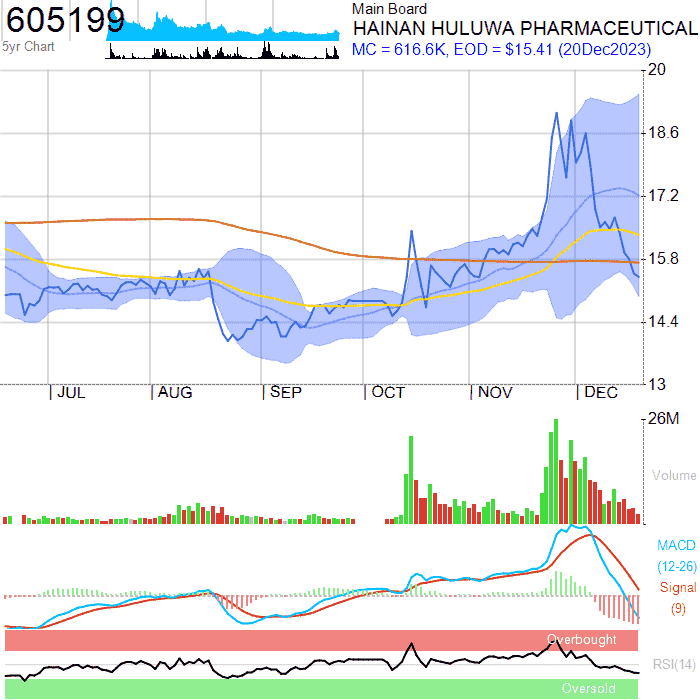 605199
5yr Chart
Main Board
HAINAN HULUWA PHARMACEUTICAL
MC = 616.6K, EOD = $15.41 (20Dec2023)
20
18.6
17.2
15.8
14.4
13
JUL
AUG
SEP
OCT
NOV
DEC
26M
Volume
MACD
(12-26)
Signal
(9)
Overbought
RSI(14)
Oversold